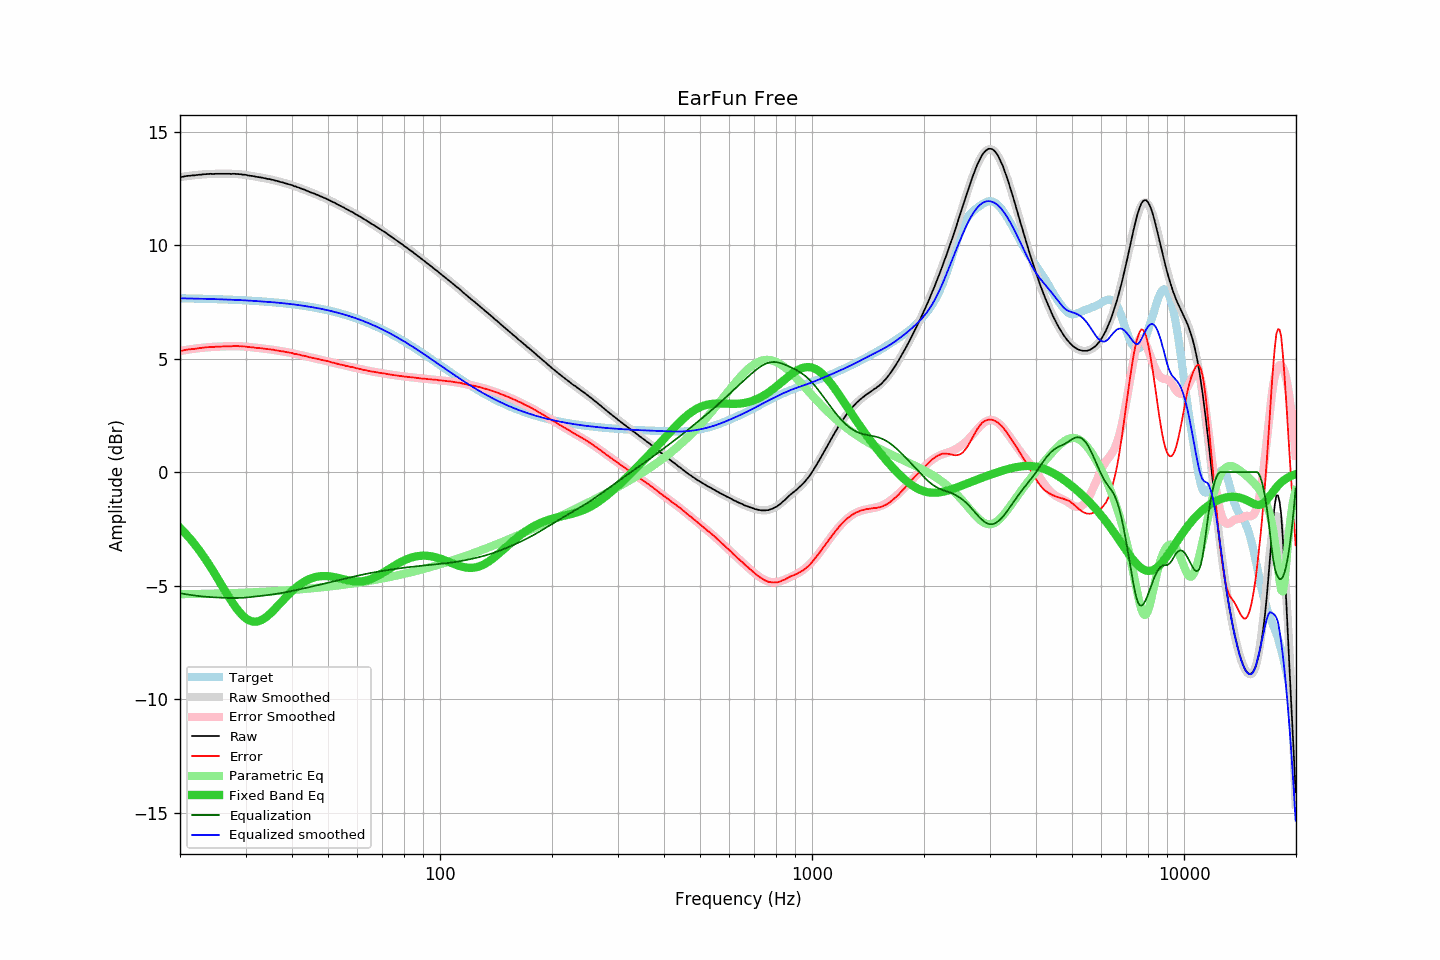 EarFun Free
15
10
5
0
−5
−10
−15
Amplitude (dBr)
Target
Raw Smoothed
Error Smoothed
Raw
Error
Parametric Eq
Fixed Band Eq
Equalization
Equalized smoothed
100
1000
10000
Frequency (Hz)